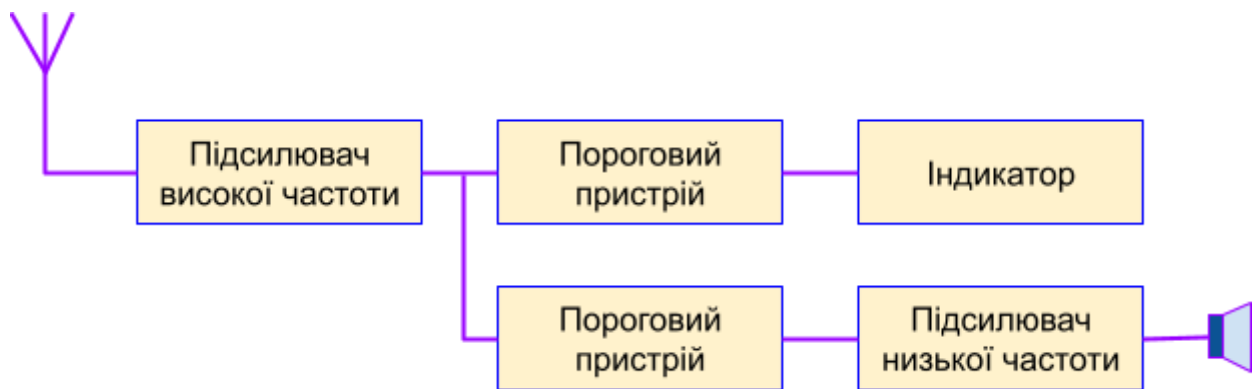 Підсилювач
високої частоти
Пороговий
пристрій
Індикатор
Пороговий
пристрій
Підсилювач
низької частоти